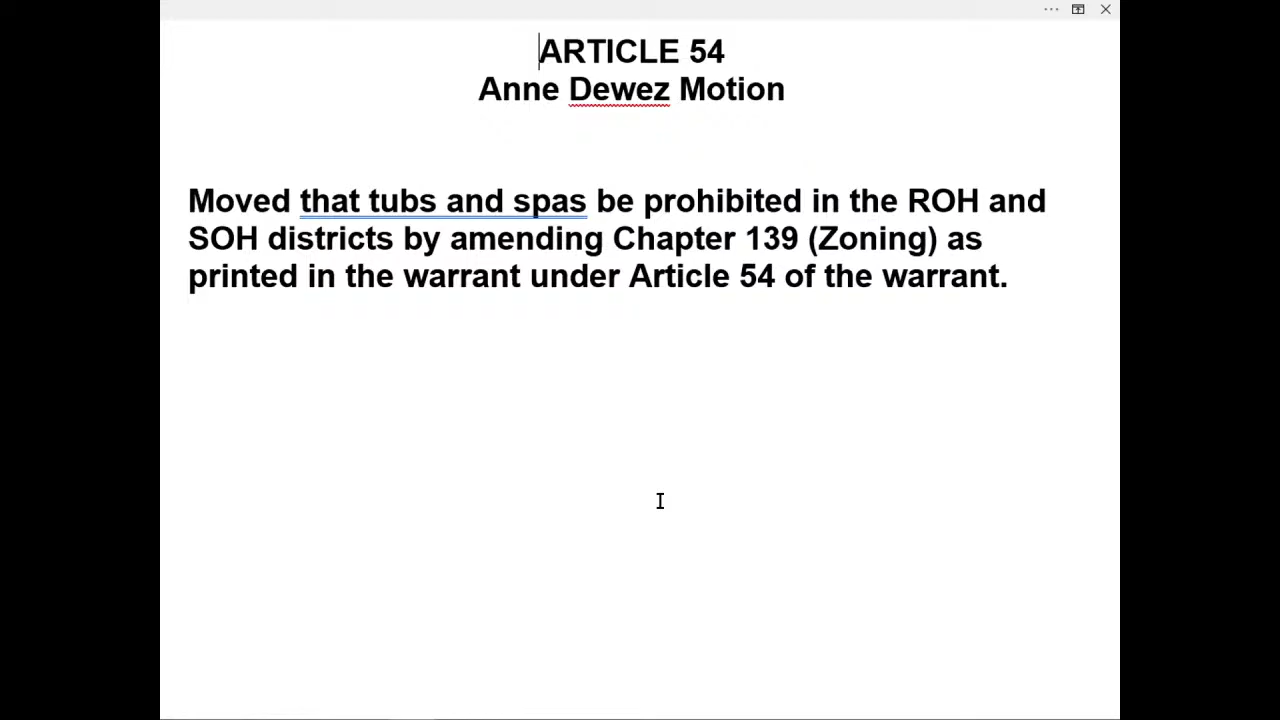 ARTICLE 54
Anne Dewez Motion
Moved that tubs and spas be prohibited in the ROH and
SOH districts by amending Chapter 139 (Zoning) as
printed in the warrant under Article 54 of the warrant.